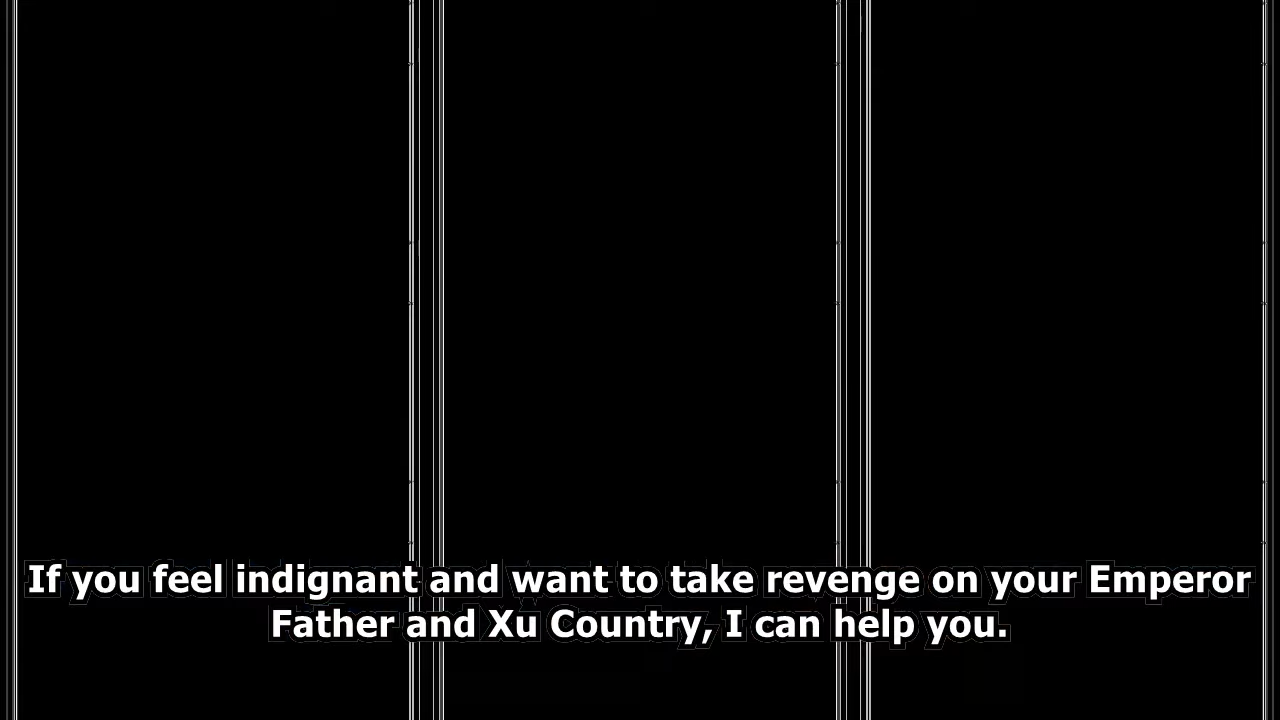 If you feel indignant and want to take revenge on your Emperor
Father and Xu Country, I can help you.